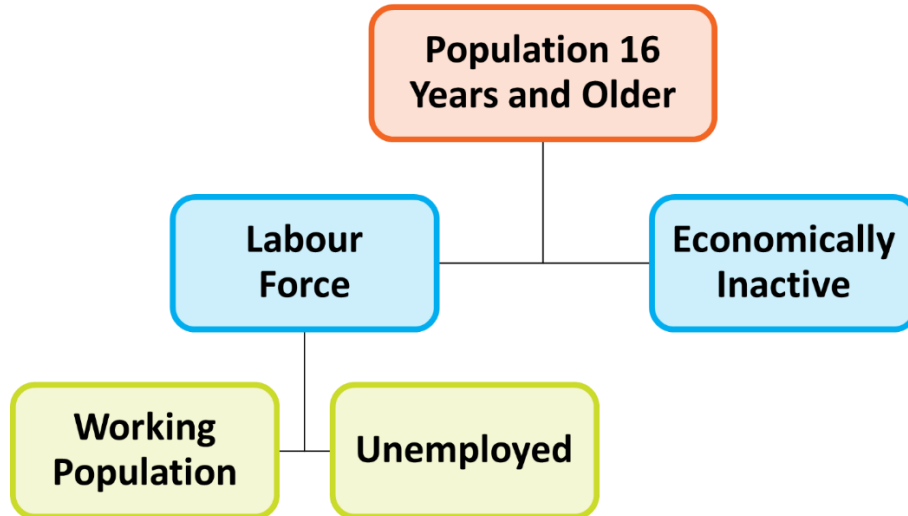 Population 16
Years and Older
Labour
Force
Economically
Inactive
Working
Population
Unemployed